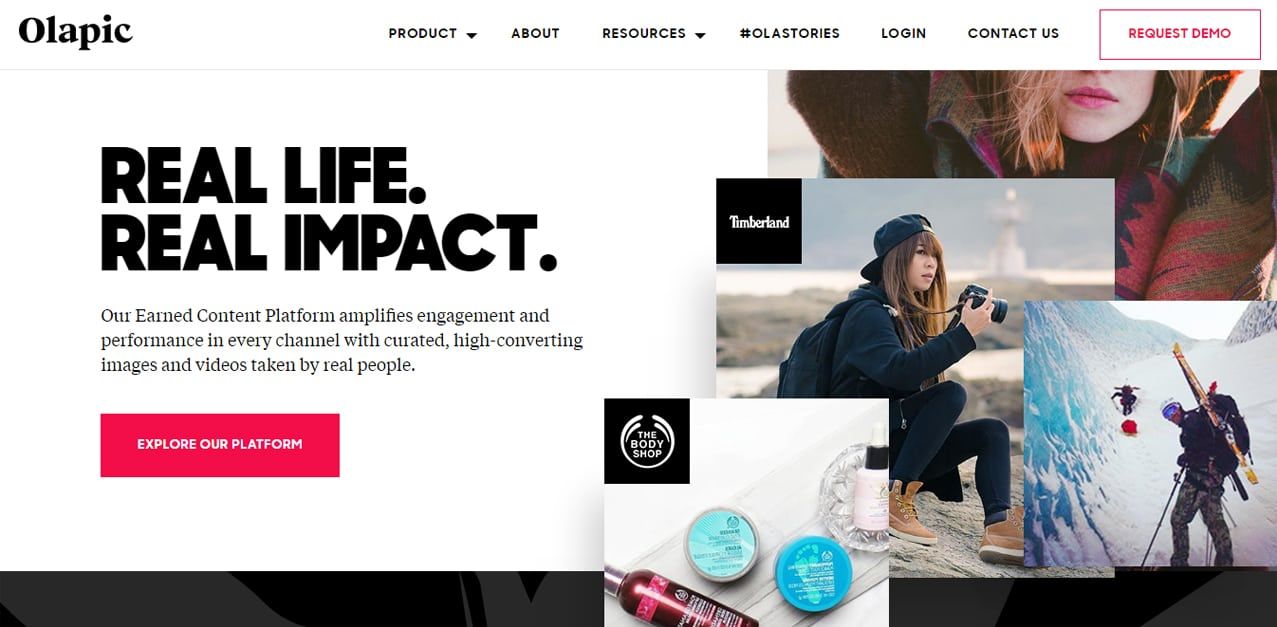 Olapic
PRODUCT
ABOUT
RESOURCES
#OLASTORIES
LOGIN
CONTACT US
REQUEST DEMO
REAL LIFE.
REAL IMPACT.
Our Earned Content Platform amplifies engagement and
performance in every channel with curated, high-converting
images and videos taken by real people.
EXPLORE OUR PLATFORM
Timberland
THE
BODY
SHOP